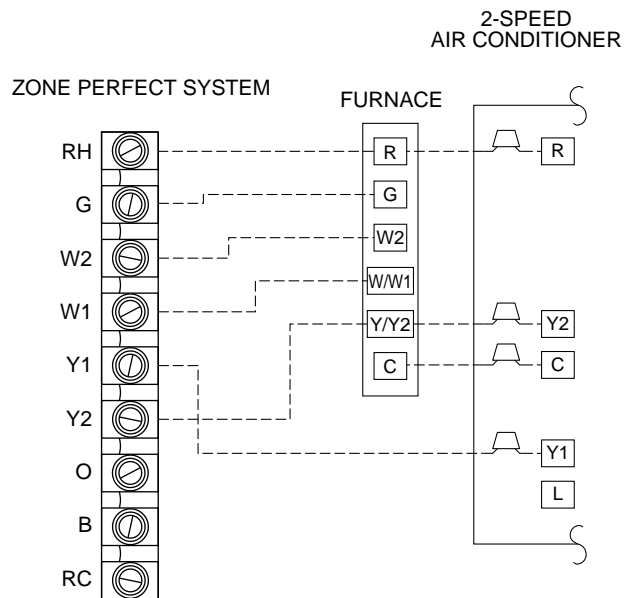 2-SPEED
AIR CONDITIONER
ZONE PERFECT SYSTEM
FURNACE
RH
R
R
G
G
W2
W2
W1
W/W1
Y1
Y/Y2
Y2
C
C
Y2
O
Y1
L
B
RC